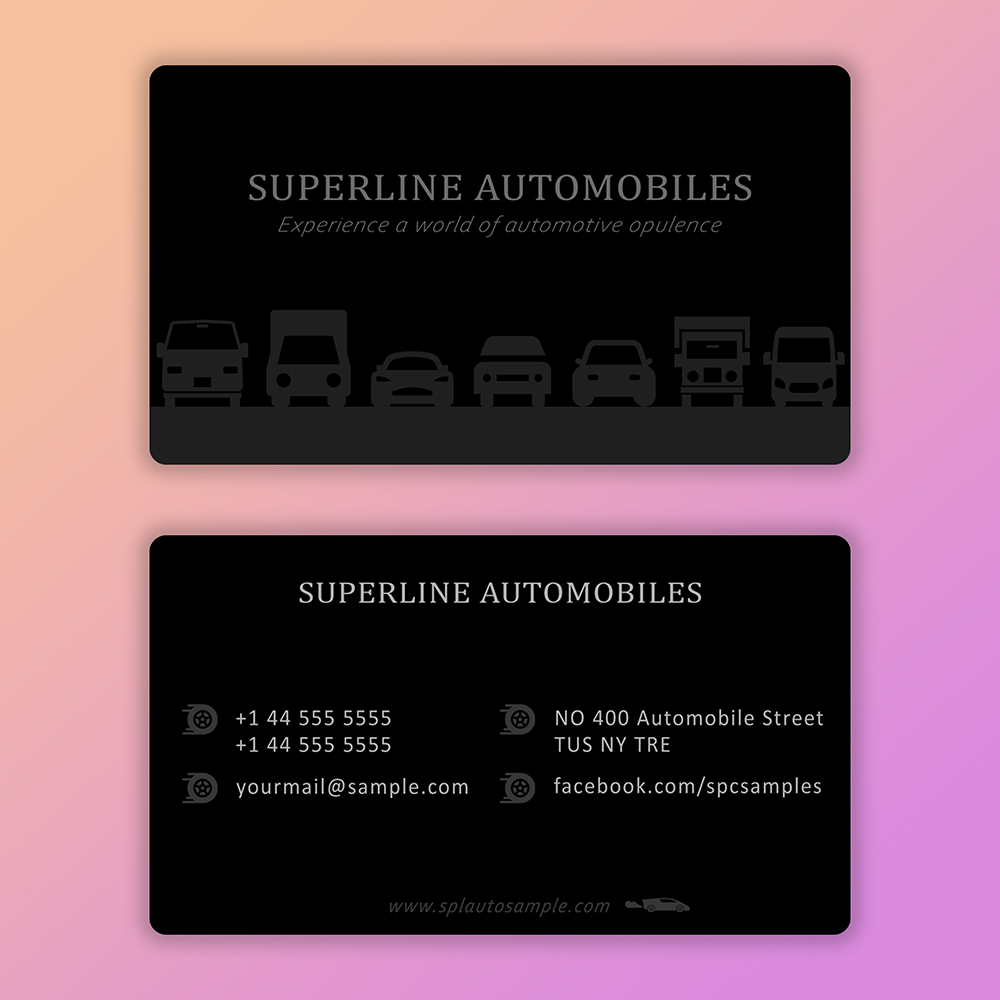 SUPERLINE AUTOMOBILES
Experience a world of automotive opulence
SUPERLINE AUTOMOBILES
+1 44 555 5555
+1 44 555 5555
yourmail@sample.com
NO 400 Automobile Street
TUS NY TRE
facebook.com/spcsamples
www.splautosample.com